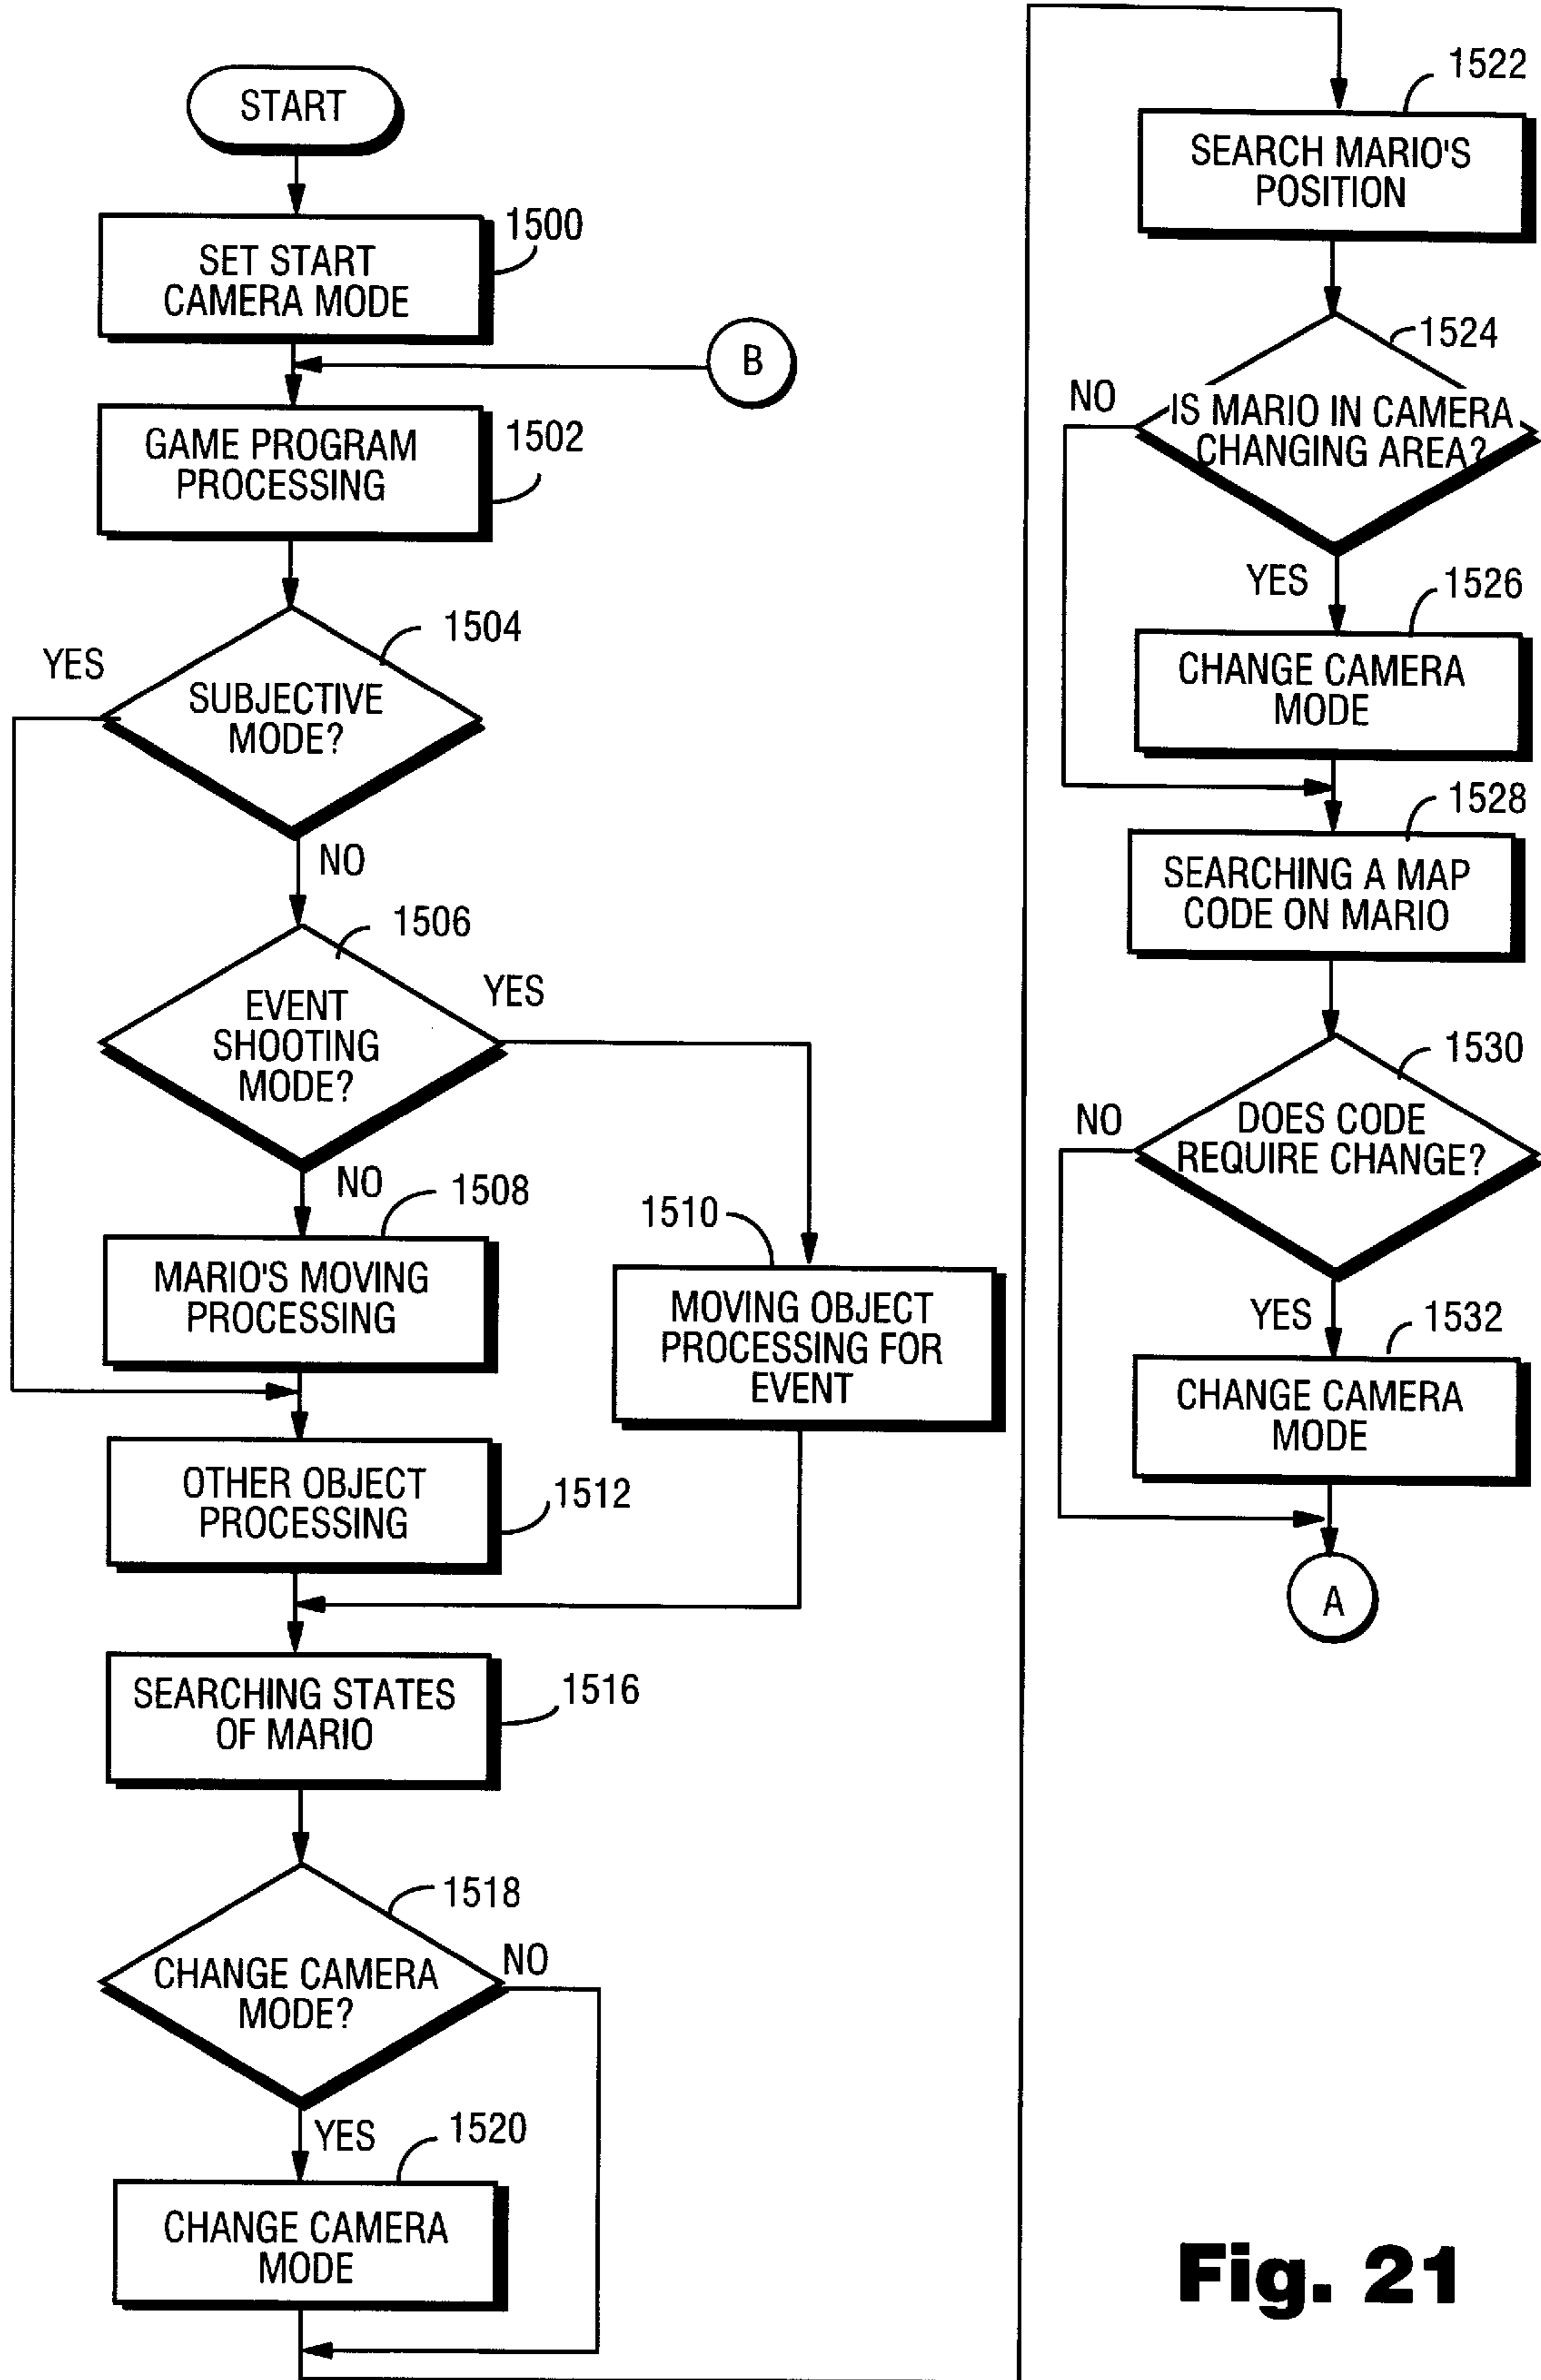 START
1500
SET START
CAMERA MODE
B
1502
GAME PROGRAM
PROCESSING
1504
YES
SUBJECTIVE
MODE?
NO
1506
YES
EVENT
SHOOTING
MODE?
NO
1508
MARIO'S MOVING
PROCESSING
1510
MOVING OBJECT
PROCESSING FOR
EVENT
OTHER OBJECT
PROCESSING
1512
SEARCHING STATES
OF MARIO
1516
1518
CHANGE CAMERA
MODE?
NO
YES
1520
CHANGE CAMERA
MODE
1522
SEARCH MARIO'S
POSITION
1524
NO
IS MARIO IN CAMERA
CHANGING AREA?
YES
1526
CHANGE CAMERA
MODE
1528
SEARCHING A MAP
CODE ON MARIO
1530
NO
DOES CODE
REQUIRE CHANGE?
YES
1532
CHANGE CAMERA
MODE
A
Fig. 21